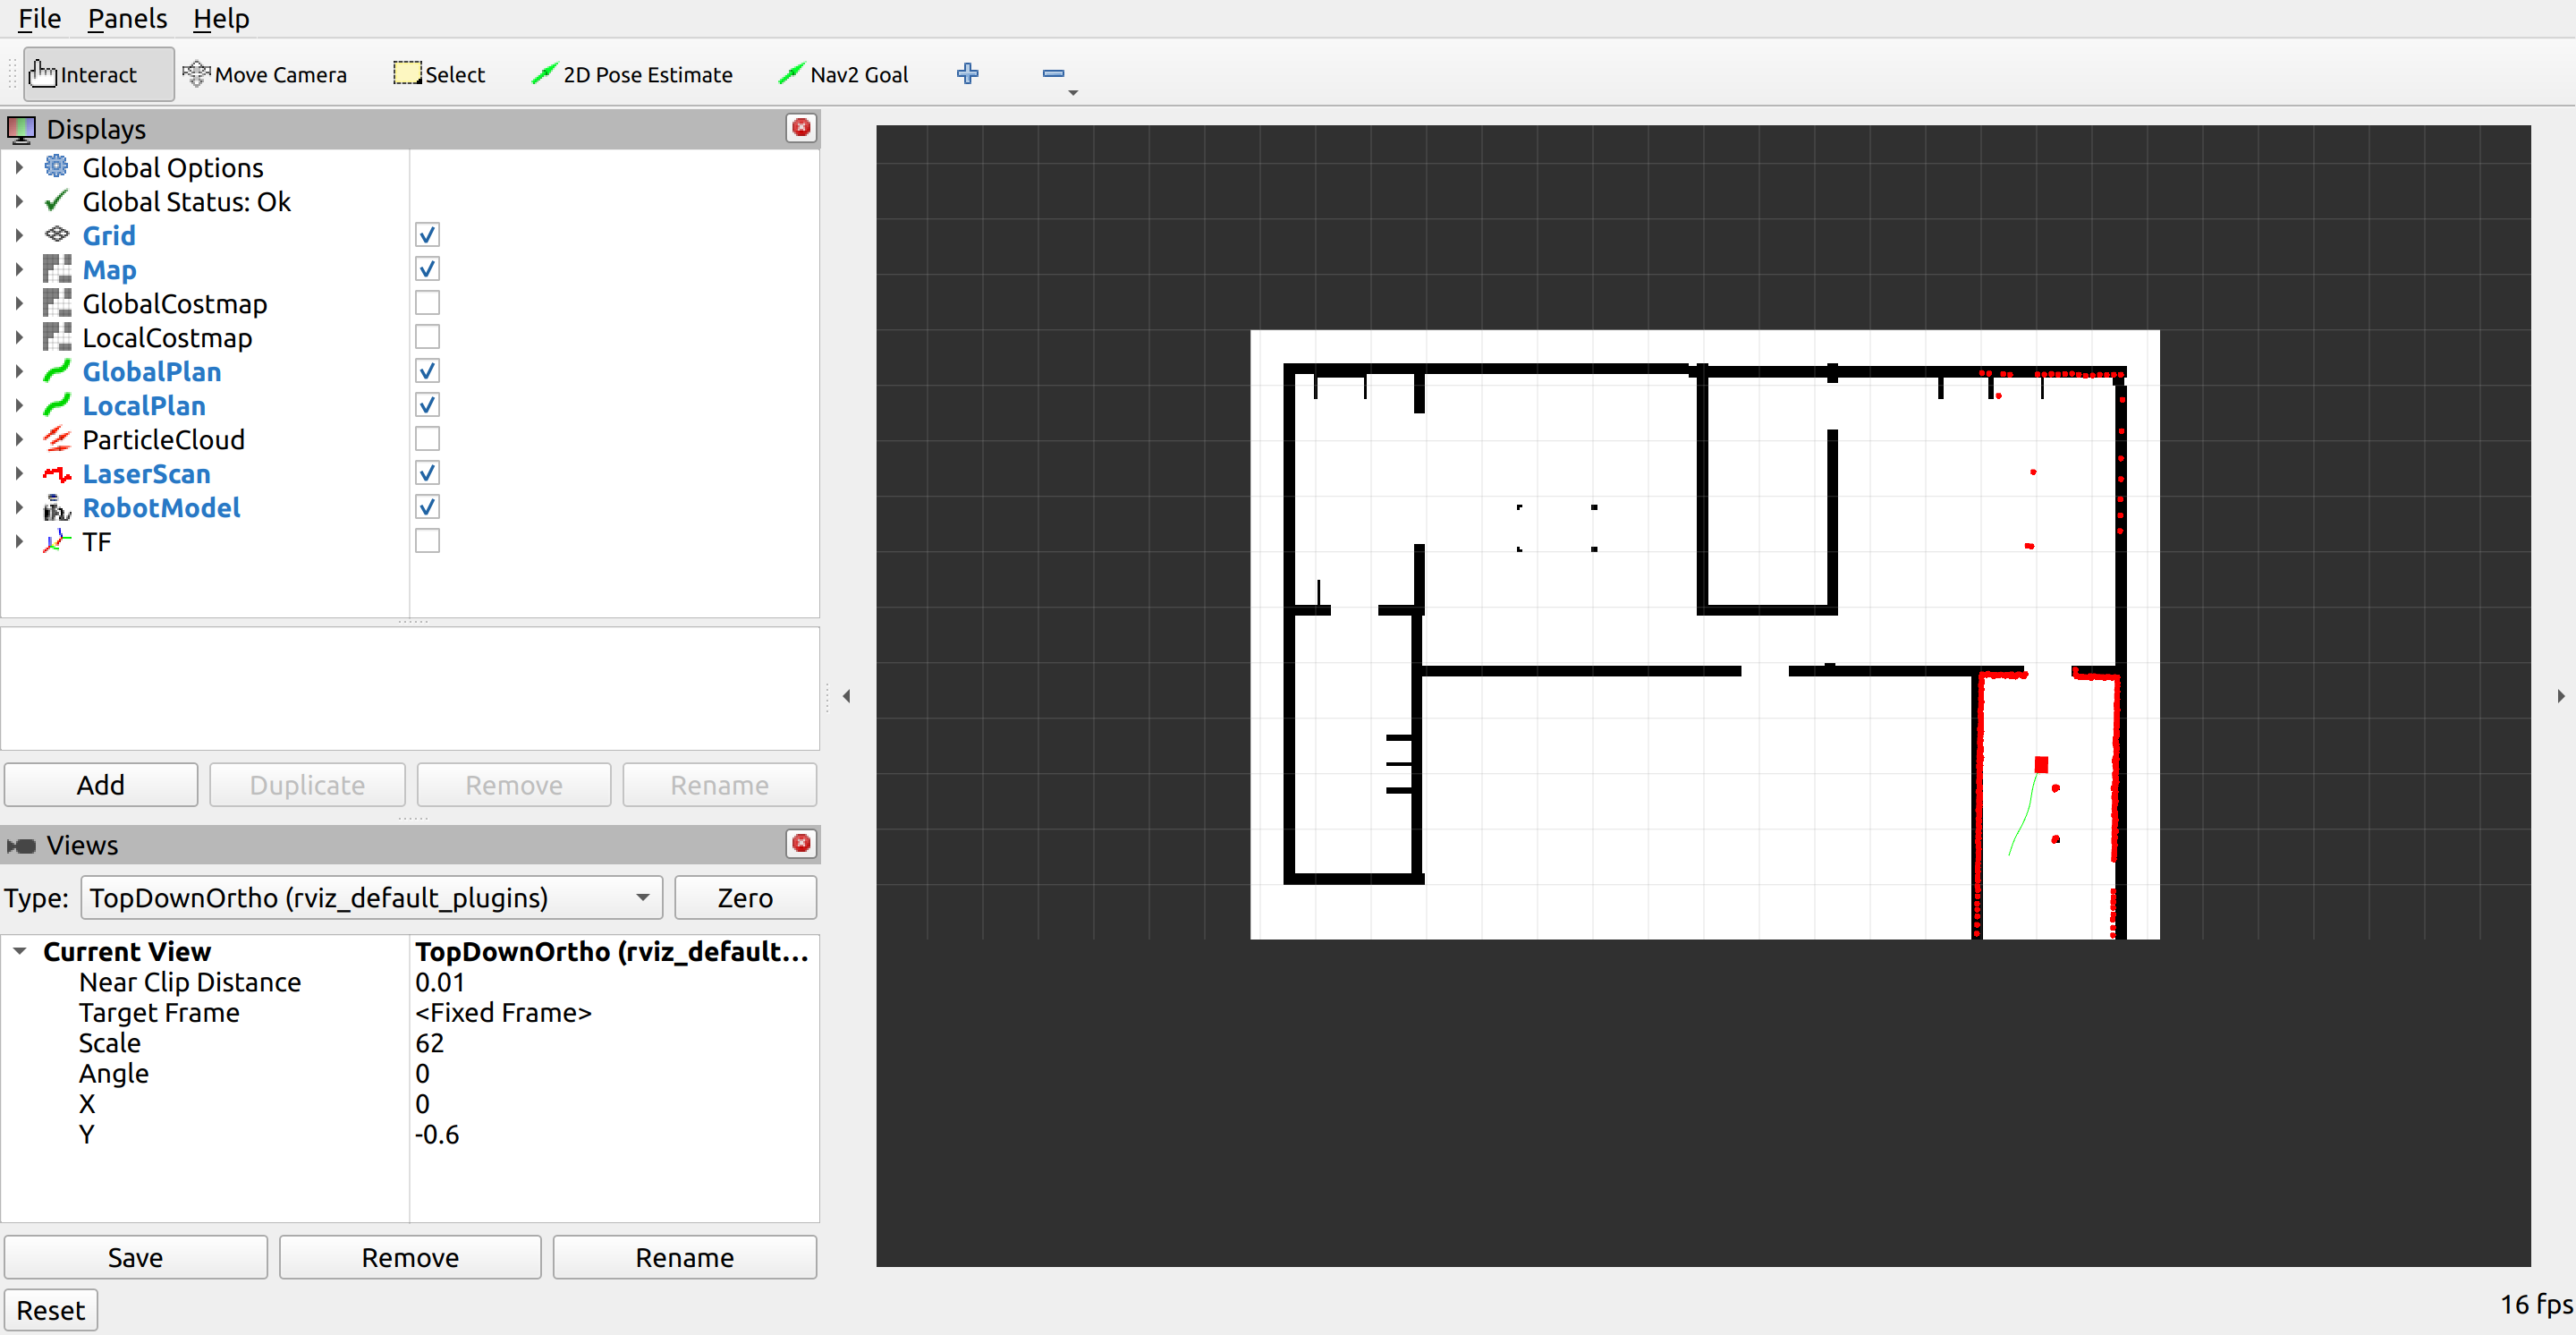 File Panels Help
Interact Move Camera Select 2D Pose Estimate Nav2 Goal
Displays
Global Options
Global Status: Ok
Grid
Map
GlobalCostmap
LocalCostmap
GlobalPlan
LocalPlan
ParticleCloud
LaserScan
RobotModel
TF
Add Duplicate Remove Rename
Views
Type: TopDownOrtho (rviz_default_plugins) Zero
Current View TopDownOrtho (rviz_default...
Near Clip Distance 0.01
Target Frame <Fixed Frame>
Scale 62
Angle 0
X 0
Y -0.6
Save Remove Rename
Reset
16 fps